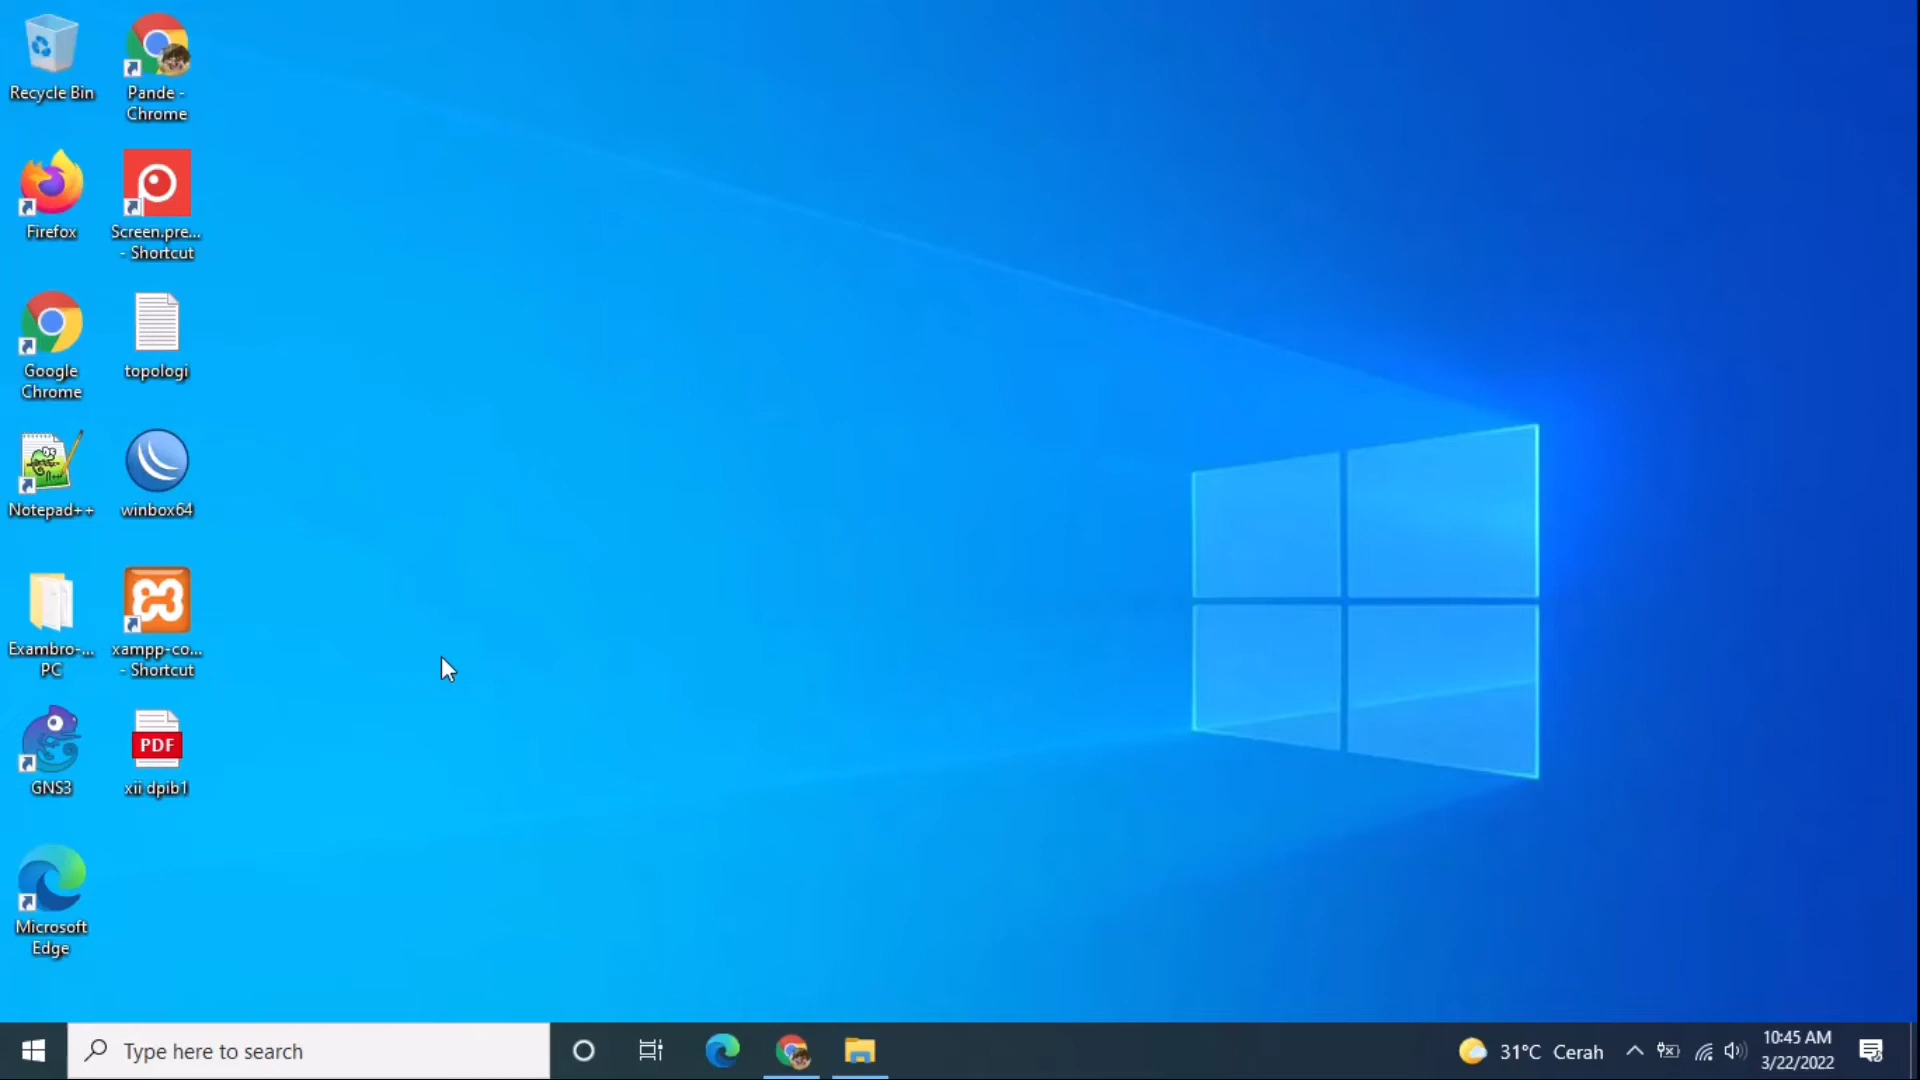 Recycle Bin
Pande -
Chrome
Firefox
Screen.pre...
- Shortcut
Google
Chrome
topologi
Notepad++
winbox64
Exambro-...
PC
xampp-co...
- Shortcut
GNS3
PDF
xii dpib1
Microsoft
Edge
Type here to search
31°C Cerah
10:45 AM
3/22/2022